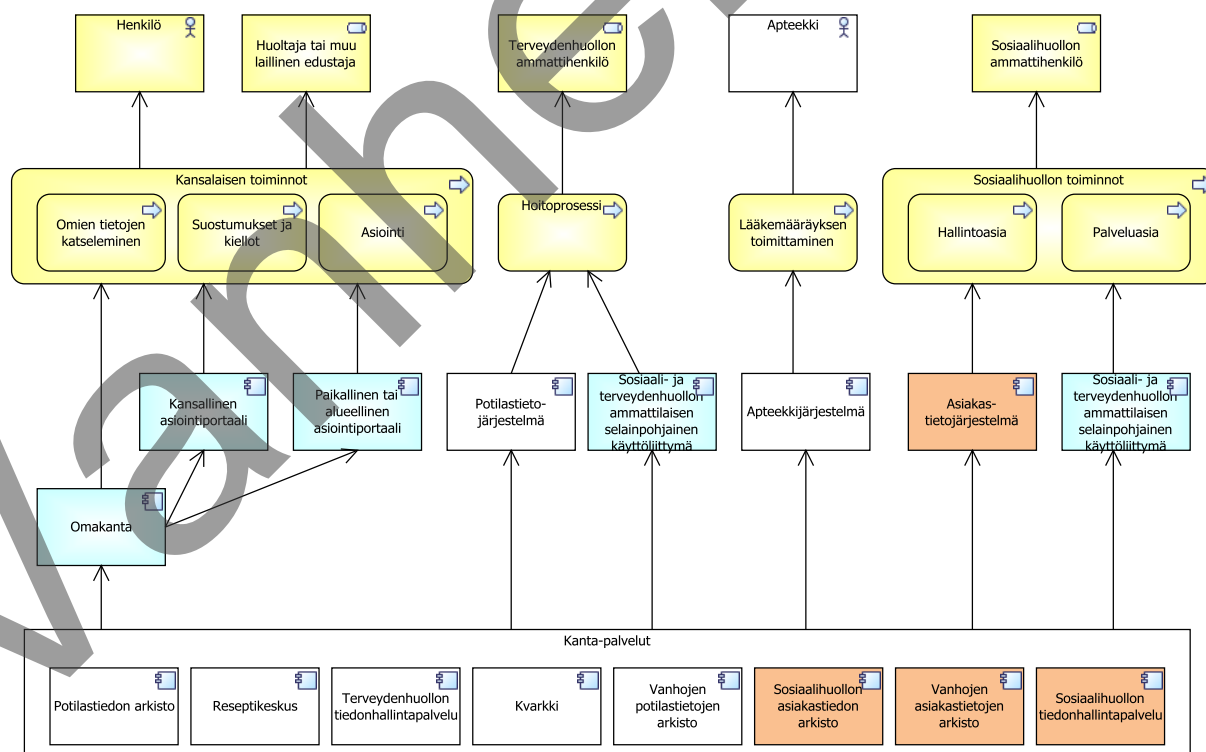 Henkilö
Huoltaja tai muu
laillinen edustaja
Terveydenhuollon
ammattihenkilö
Apteekki
Sosiaalihuollon
ammattihenkilö
Kansalaisen toiminnot
Omien tietojen
katseleminen
Suostumukset ja
kiellot
Asiointi
Hoitoprosessi
Lääkemääräyksen
toimittaminen
Sosiaalihuollon toiminnot
Hallintoasia
Palveluasia
Kansallinen
asiointiportaali
Paikallinen tai
alueellinen
asiointiportaali
Potilastieto-
järjestelmä
Sosiaali- ja
terveydenhuollon
ammattilaisen
selainpohjainen
käyttöliittymä
Apteekkijärjestelmä
Asiakas-
tietojärjestelmä
Sosiaali- ja
terveydenhuollon
ammattilaisen
selainpohjainen
käyttöliittymä
Omakanta
Kanta-palvelut
Potilastiedon arkisto
Reseptikeskus
Terveydenhuollon
tiedonhallintapalvelu
Kvarkki
Vanhojen
potilastietojen
arkisto
Sosiaalihuollon
asiakastiedon
arkisto
Vanhojen
asiakastietojen
arkisto
Sosiaalihuollon
tiedonhallintapalvelu